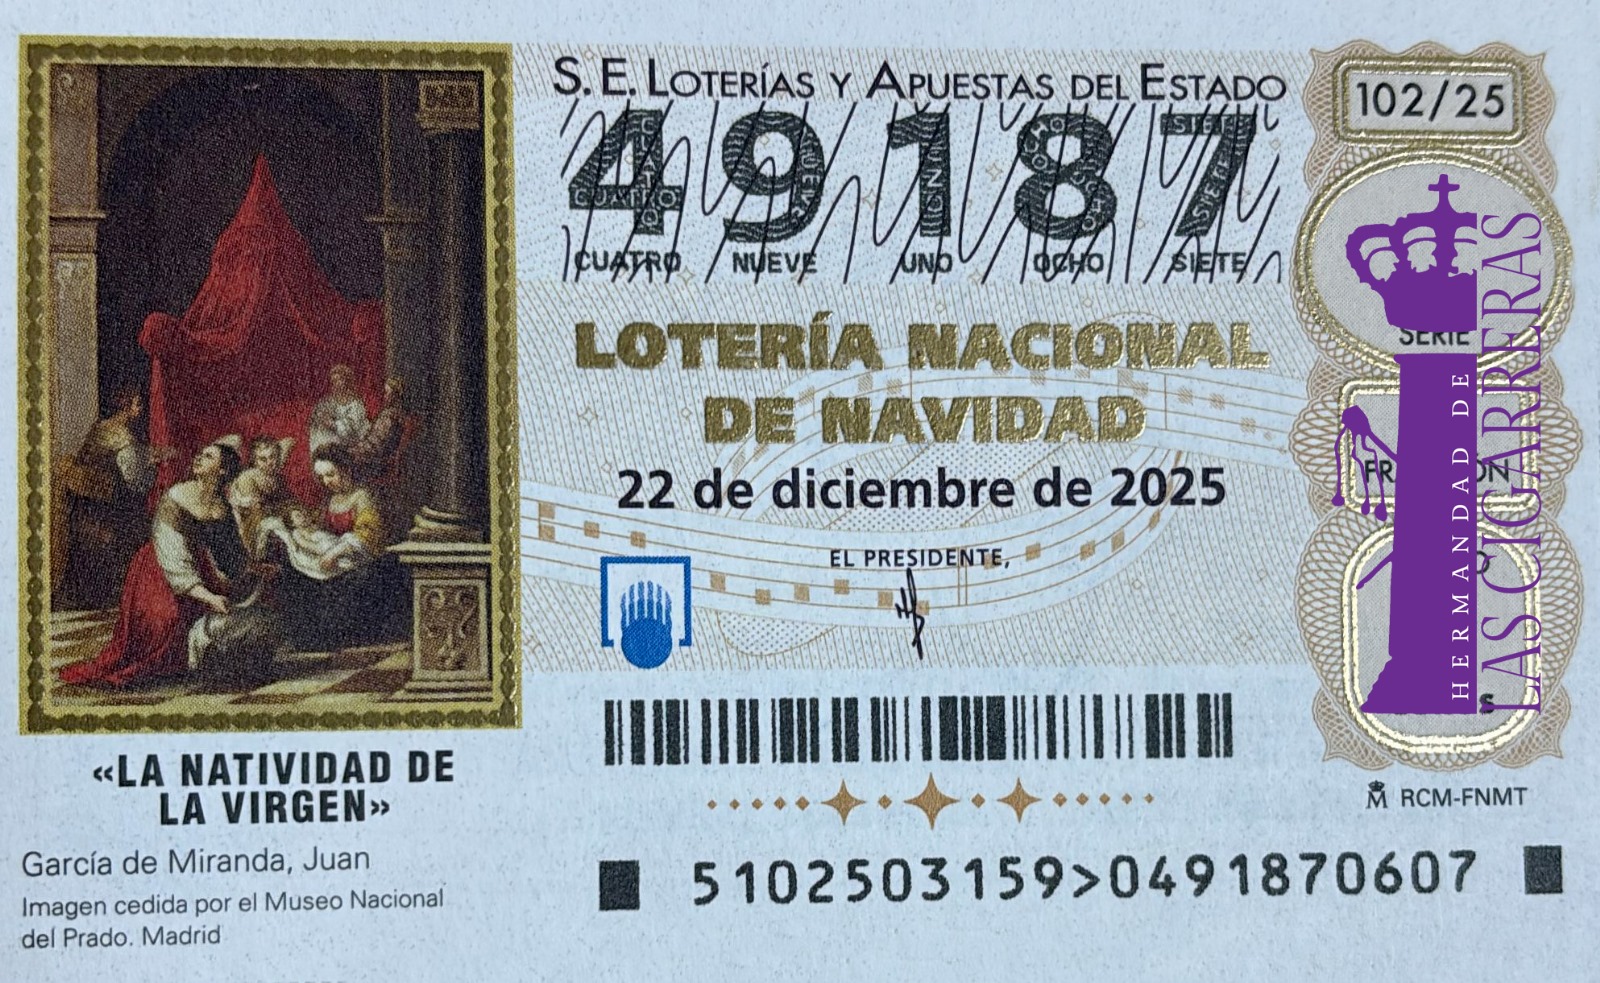 S. E. LOTERÍAS Y APUESTAS DEL ESTADO
102/25
49187
CUATRO NUEVE UNO OCHO SIETE
SERIE
LOTERÍA NACIONAL
DE NAVIDAD
22 de diciembre de 2025
EL PRESIDENTE,
HERMANDAD DE
LAS CIGARRERAS
«LA NATIVIDAD DE
LA VIRGEN»
García de Miranda, Juan
Imagen cedida por el Museo Nacional
del Prado. Madrid
RCM-FNMT
5102503159>0491870607